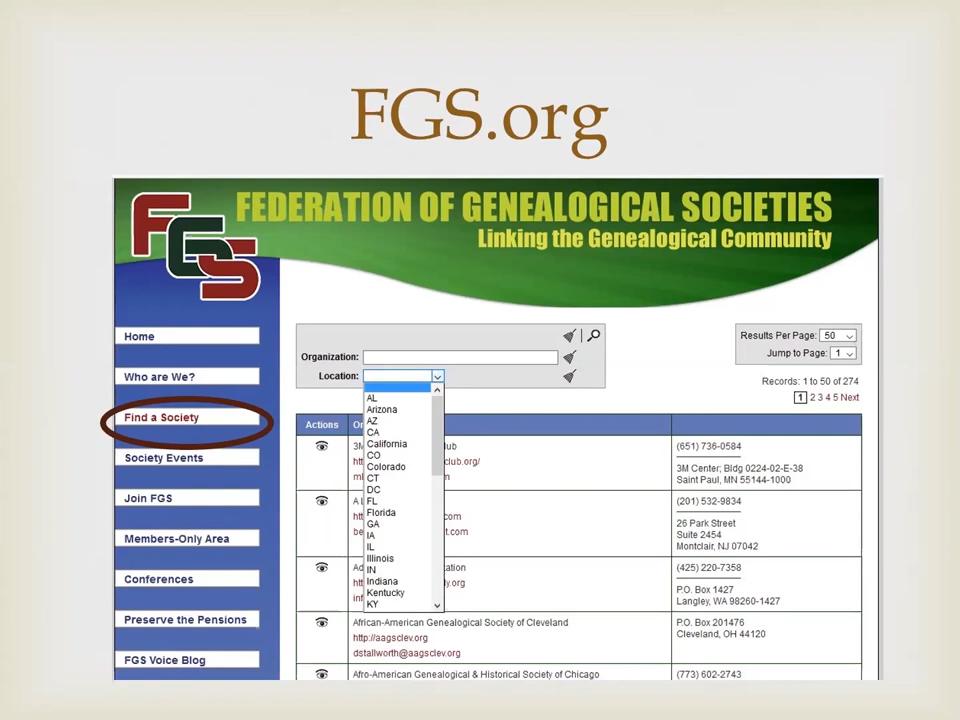 FGS.org
FGS
FEDERATION OF GENEALOGICAL SOCIETIES
Linking the Genealogical Community
Home
Who are We?
Find a Society
Society Events
Join FGS
Members-Only Area
Conferences
Preserve the Pensions
FGS Voice Blog
Organization:
Location:
Results Per Page: 50
Jump to Page: 1
Records: 1 to 50 of 274
1 2 3 4 5 Next
AL
Arizona
AZ
CA
California
CO
Colorado
CT
DC
FL
Florida
GA
IA
IL
Illinois
IN
Indiana
Kentucky
KY
Actions
(651) 736-0584
3M Center; Bldg 0224-02-E-38
Saint Paul, MN 55144-1000
(201) 532-9834
26 Park Street
Suite 2454
Montclair, NJ 07042
(425) 220-7358
P.O. Box 1427
Langley, WA 98260-1427
African-American Genealogical Society of Cleveland
http://aagsclev.org
dstallworth@aagsclev.org
P.O. Box 201476
Cleveland, OH 44120
Afro-American Genealogical & Historical Society of Chicago
(773) 602-2743